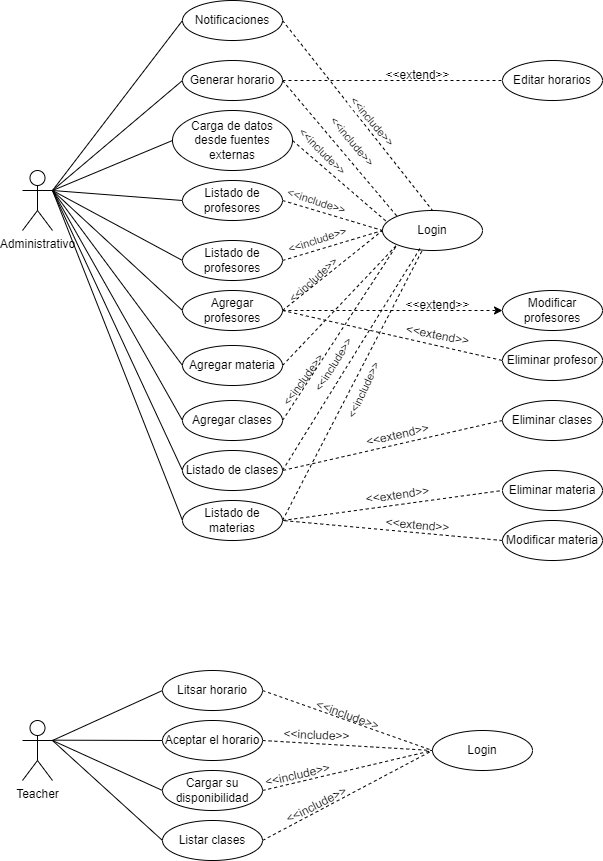 Notificaciones
<<include>>
Generar horario
<<extend>>
Editar horarios
<<include>>
Carga de datos
desde fuentes
externas
<<include>>
Administrativo
Listado de
profesores
<<include>>
Login
Listado de
profesores
<<include>>
Agregar
profesores
<<include>>
<<extend>>
Modificar
profesores
<<extend>>
Eliminar profesor
Agregar materia
<<include>>
<<include>>
<<include>>
Agregar clases
Eliminar clases
<<extend>>
Listado de clases
Eliminar materia
<<extend>>
Listado de
materias
<<extend>>
Modificar materia
Litsar horario
<<include>>
Teacher
Aceptar el horario
<<include>>
Login
Cargar su
disponibilidad
<<include>>
Listar clases
<<include>>